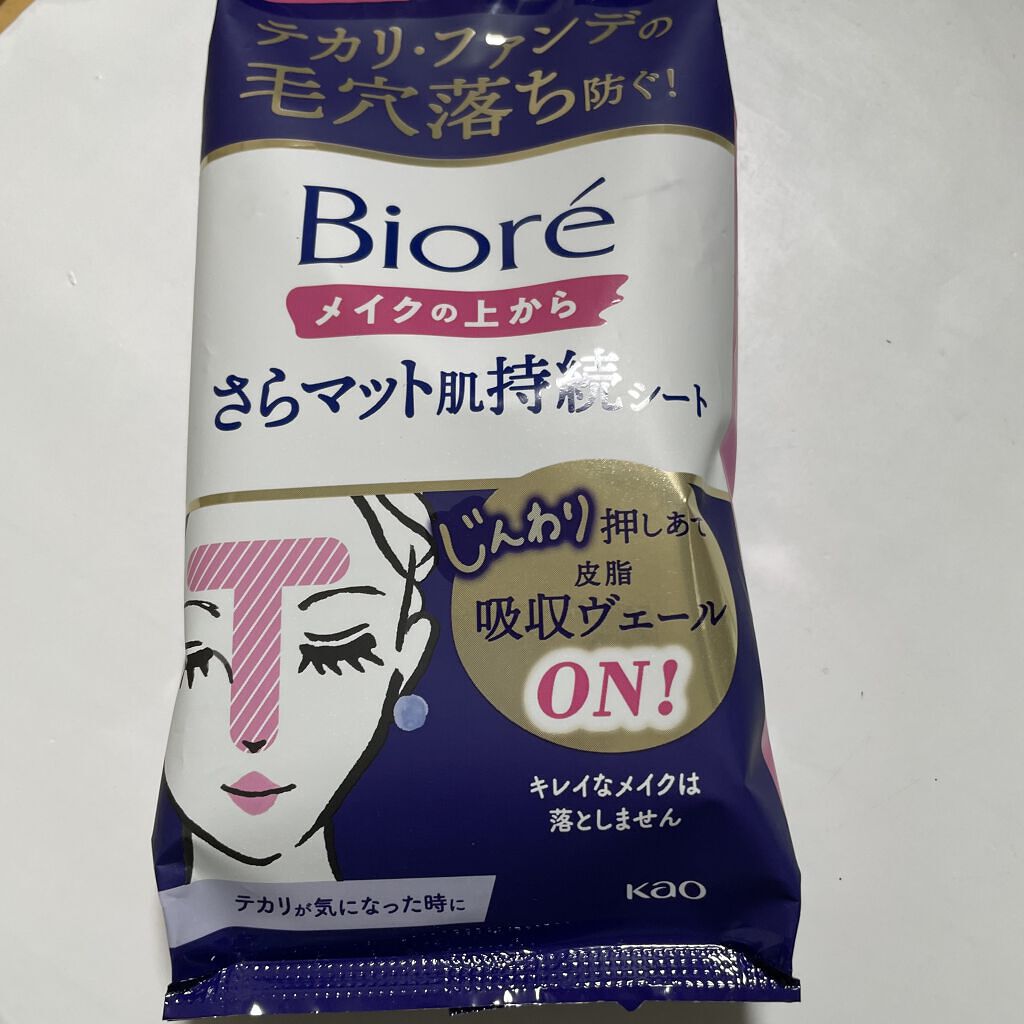 テカリ・ファンデの
毛穴落ち防ぐ!
Bioré
メイクの上から
さらマット肌持続シート
じんわり押しあて
皮脂
吸収ヴェール
ON!
キレイなメイクは
落としません
テカリが気になった時に
Kao